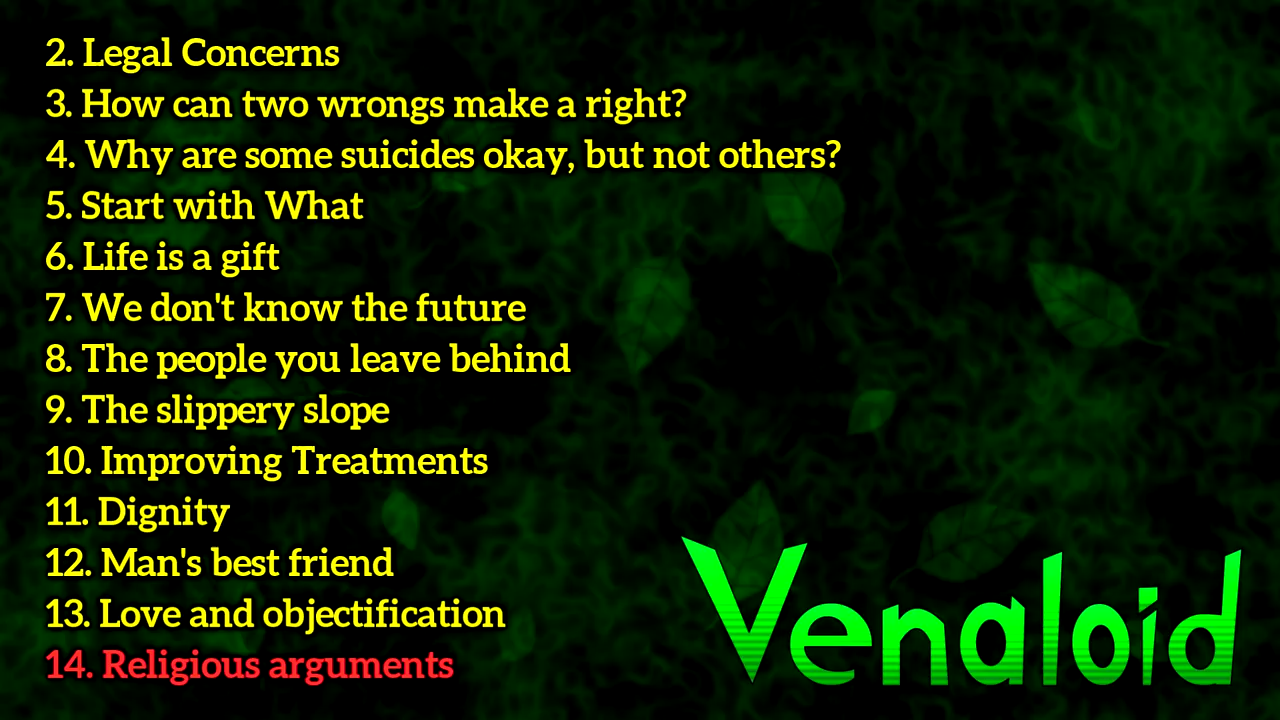 2. Legal Concerns
3. How can two wrongs make a right?
4. Why are some suicides okay, but not others?
5. Start with What
6. Life is a gift
7. We don't know the future
8. The people you leave behind
9. The slippery slope
10. Improving Treatments
11. Dignity
12. Man's best friend
13. Love and objectification
14. Religious arguments
Venaloid